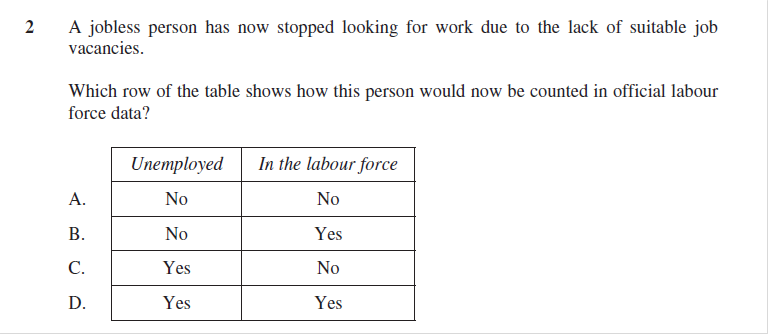 2 A jobless person has now stopped looking for work due to the lack of suitable job
vacancies.
Which row of the table shows how this person would now be counted in official labour
force data?
Unemployed In the labour force
A. No No
B. No Yes
C. Yes No
D. Yes Yes